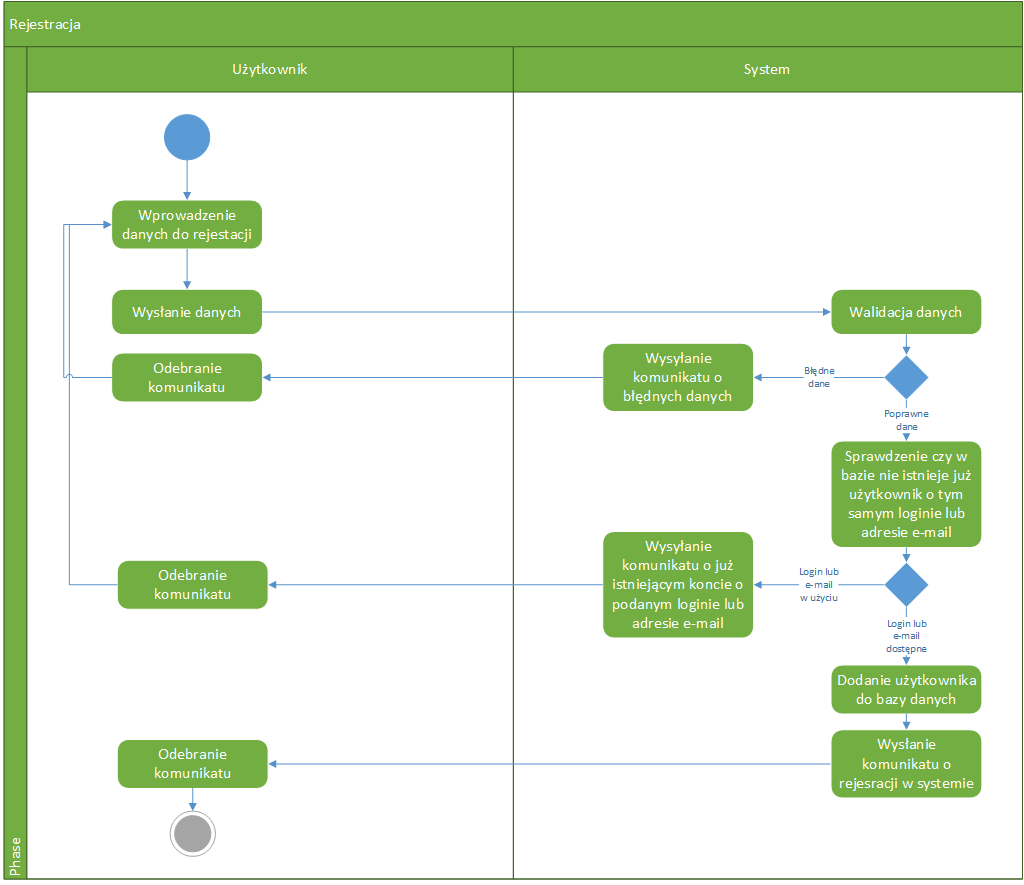 Rejestracja
Użytkownik
System
Wprowadzenie
danych do rejestacji
Wysłanie danych
Walidacja danych
Odebranie
komunikatu
Wysyłanie
komunikatu o
błędnych danych
Błędne
dane
Poprawne
dane
Sprawdzenie czy w
bazie nie istnieje już
użytkownik o tym
samym loginie lub
adresie e-mail
Odebranie
komunikatu
Wysyłanie
komunikatu o już
istniejącym koncie o
podanym loginie lub
adresie e-mail
Login lub
e-mail
w użyciu
Login lub
e-mail
dostępne
Dodanie użytkownika
do bazy danych
Odebranie
komunikatu
Wysłanie
komunikatu o
rejesracji w systemie
Phase